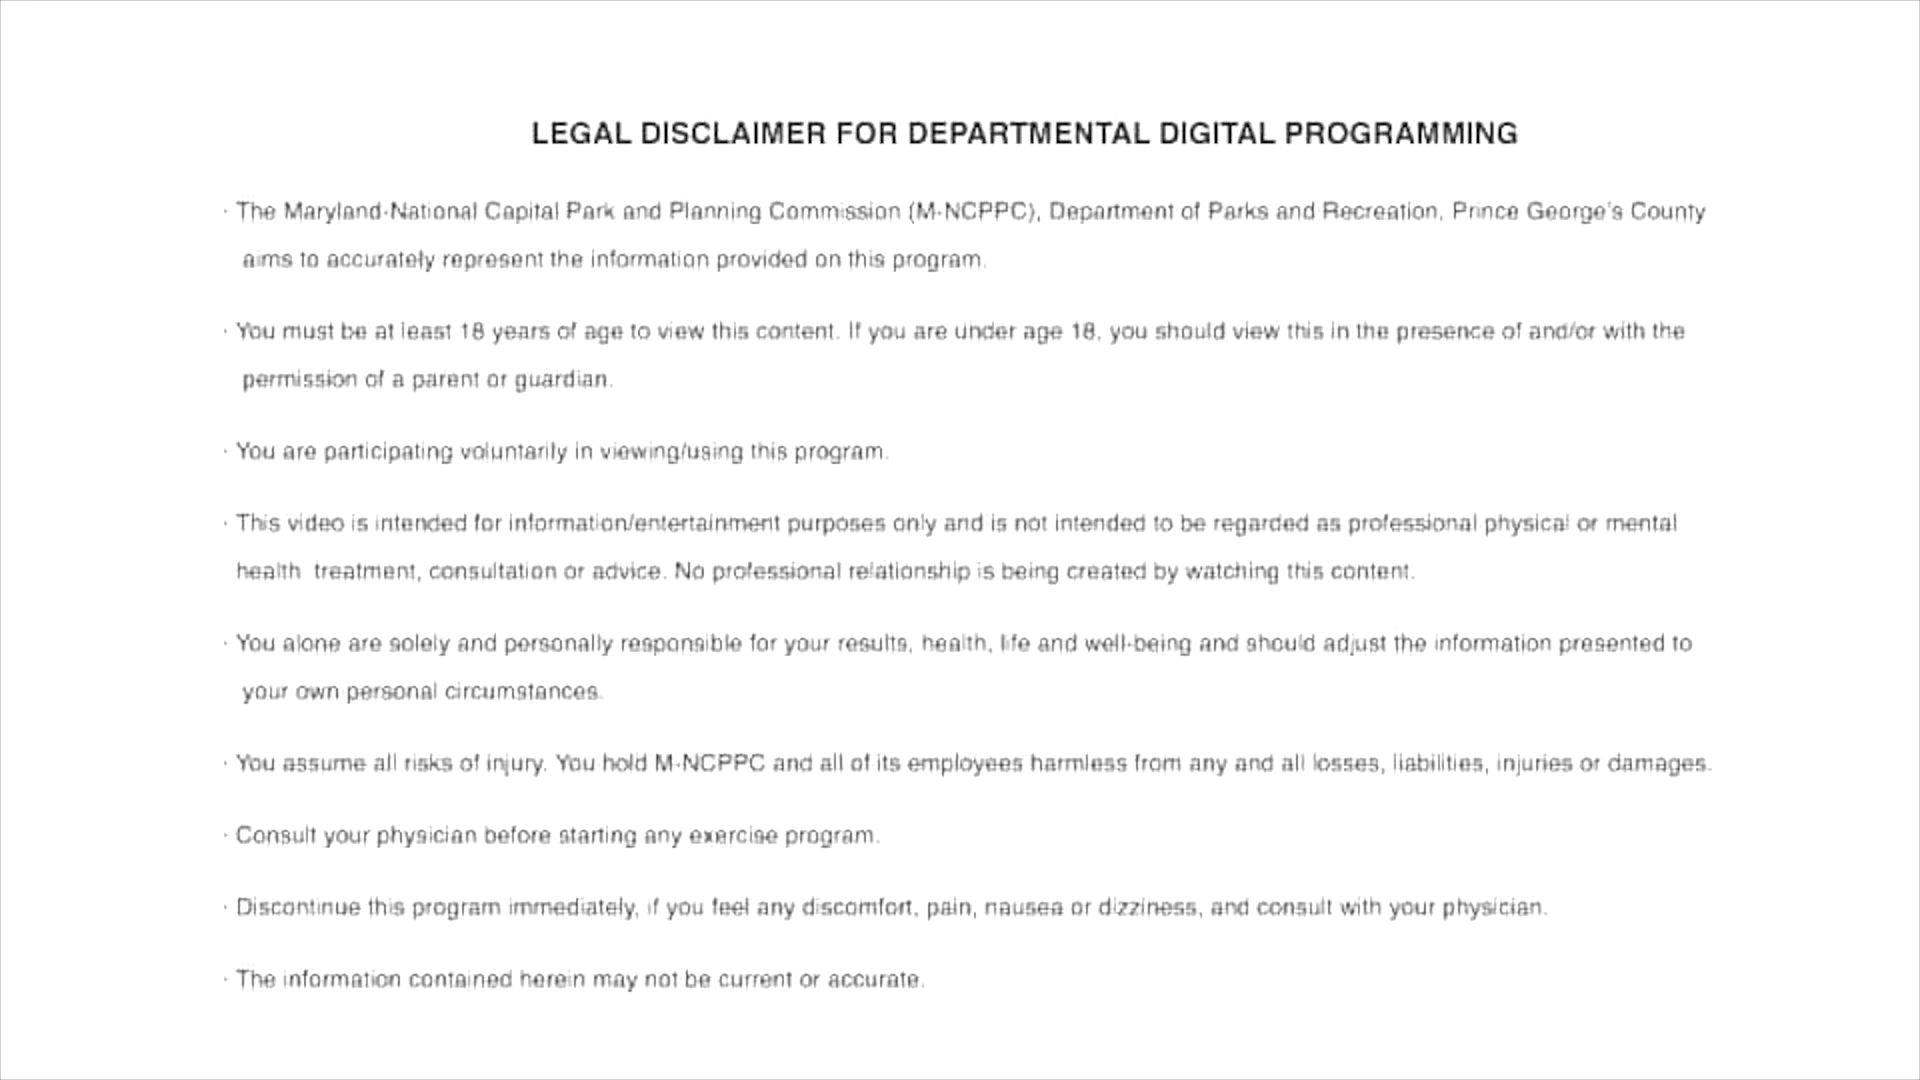 LEGAL DISCLAIMER FOR DEPARTMENTAL DIGITAL PROGRAMMING
· The Maryland-National Capital Park and Planning Commission (M-NCPPC), Department of Parks and Recreation, Prince George's County
aims to accurately represent the information provided on this program.
· You must be at least 18 years of age to view this content. If you are under age 18, you should view this in the presence of and/or with the
permission of a parent or guardian.
· You are participating voluntarily in viewing/using this program.
· This video is intended for information/entertainment purposes only and is not intended to be regarded as professional physical or mental
health treatment, consultation or advice. No professional relationship is being created by watching this content.
· You alone are solely and personally responsible for your results, health, life and well-being and should adjust the information presented to
your own personal circumstances.
· You assume all risks of injury. You hold M-NCPPC and all of its employees harmless from any and all losses, liabilities, injuries or damages.
· Consult your physician before starting any exercise program.
· Discontinue this program immediately, if you feel any discomfort, pain, nausea or dizziness, and consult with your physician.
· The information contained herein may not be current or accurate.